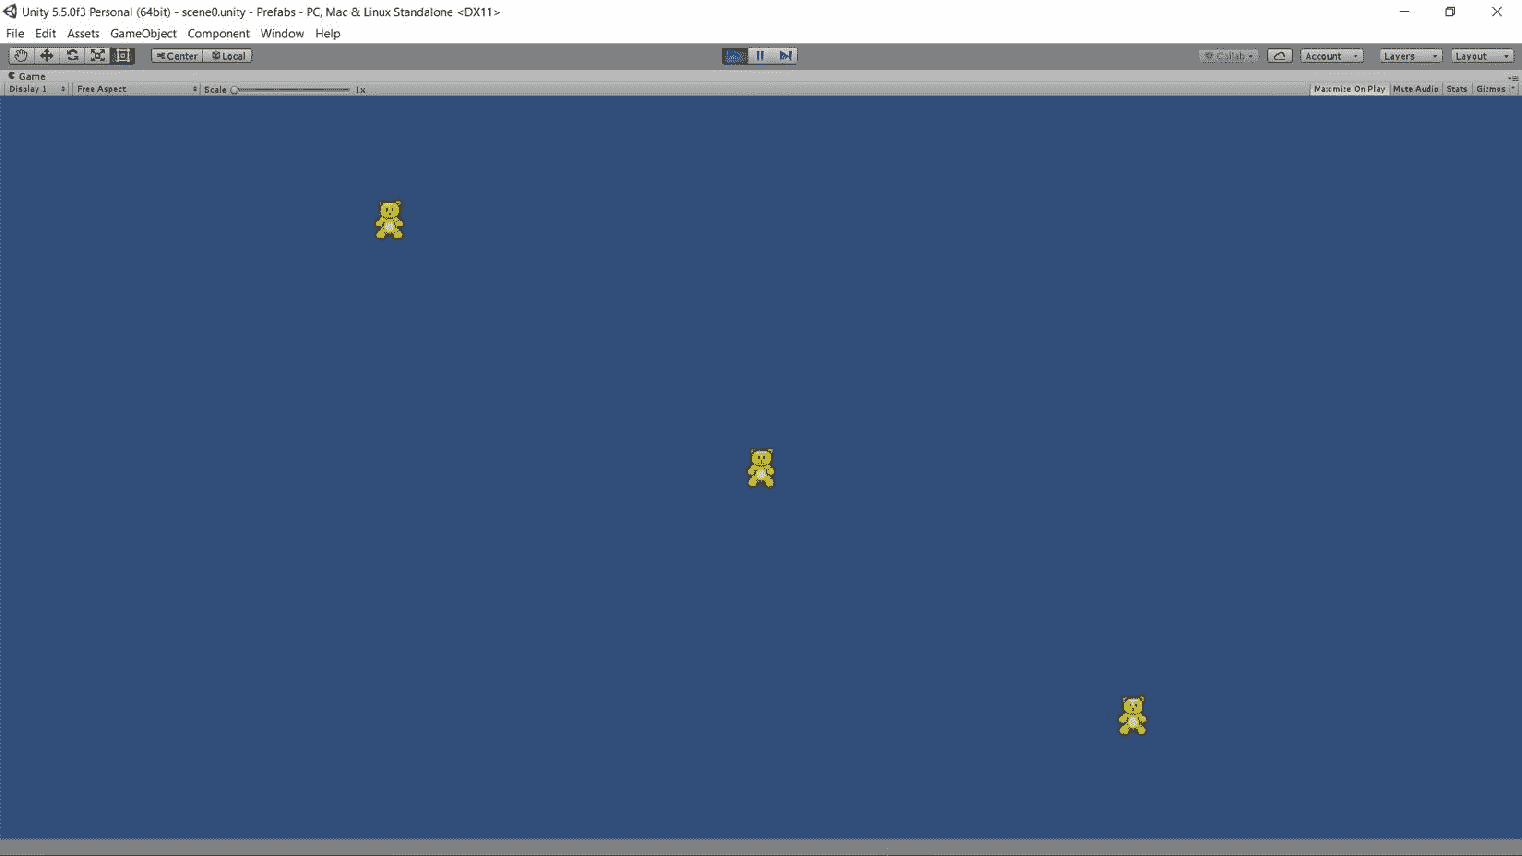 Unity 5.5.0f3 Personal (64bit) - scene0.unity - Prefabs - PC, Mac & Linux Standalone <DX11>
File Edit Assets GameObject Component Window Help
Center Local Collab Account Layers Layout
Game
Display 1 Free Aspect Scale 1x Maximize On Play Mute Audio Stats Gizmos